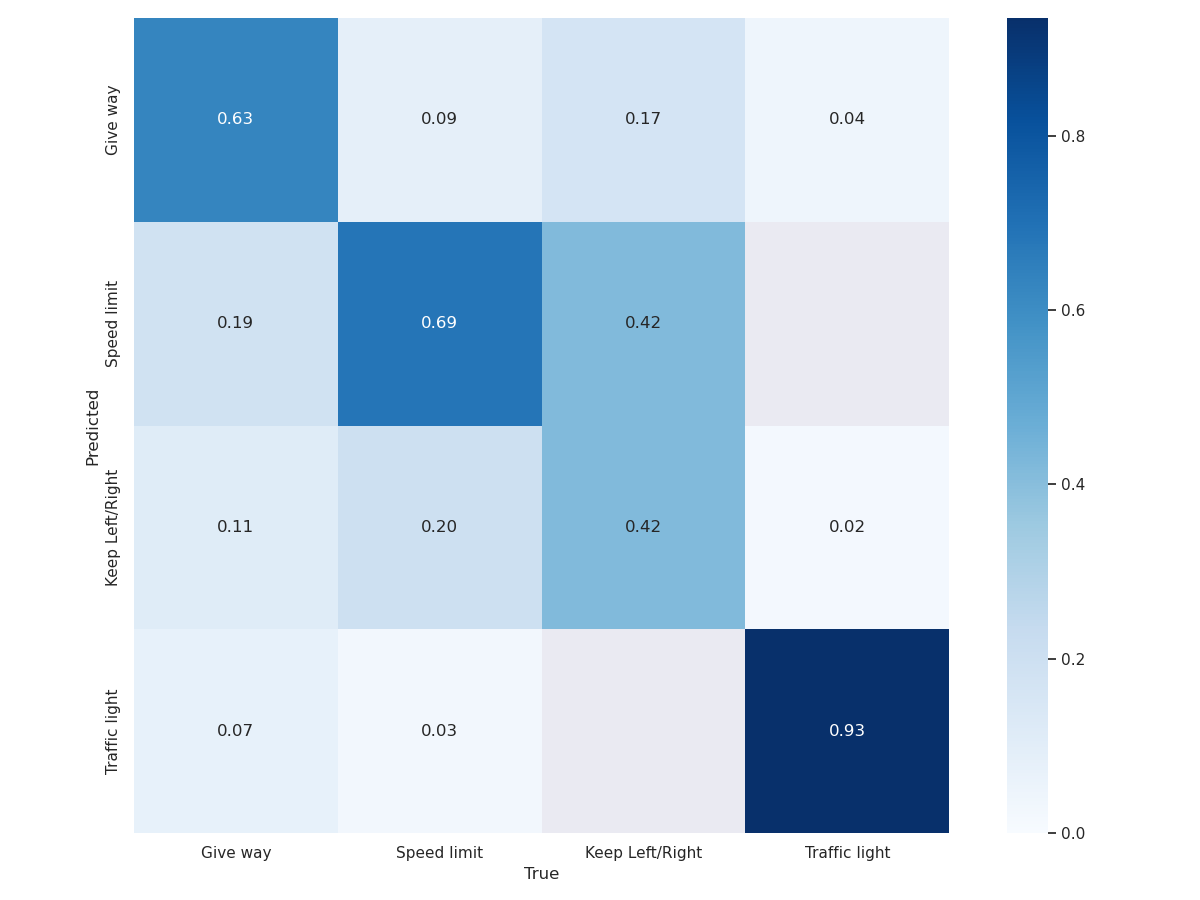 Give way
0.63
0.09
0.17
0.04
0.8
Speed limit
0.19
0.69
0.42
0.6
Predicted
Keep Left/Right
0.11
0.20
0.42
0.02
0.4
Traffic light
0.07
0.03
0.93
0.2
0.0
Give way
Speed limit
Keep Left/Right
Traffic light
True